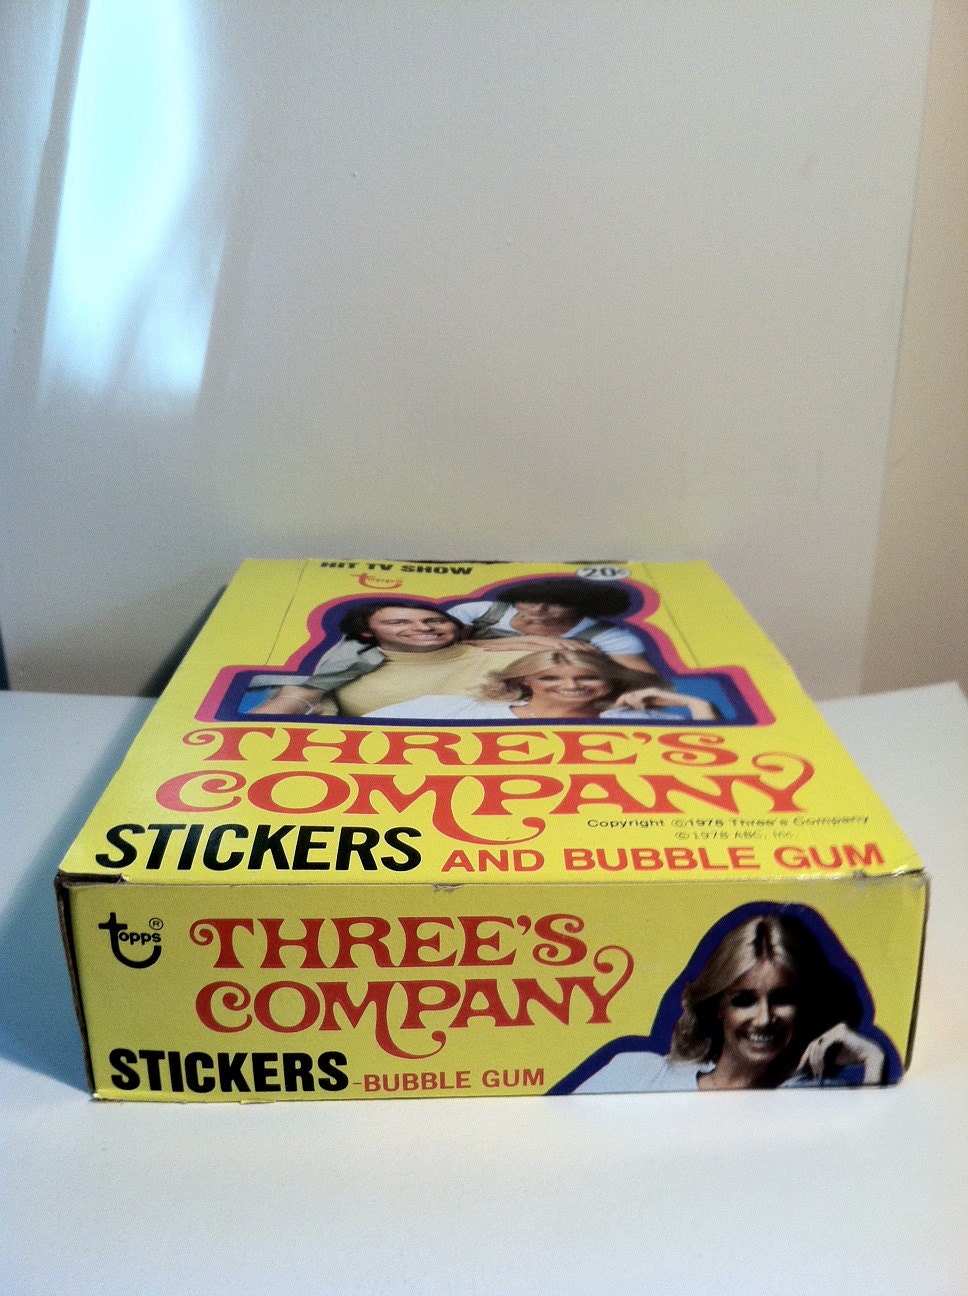 HIT TV SHOW
20¢
topps
THREE'S
COMPANY
Copyright ©1978 Three's Company
©1978 ABC, Inc.
STICKERS AND BUBBLE GUM
topps®
THREE'S
COMPANY
STICKERS-BUBBLE GUM